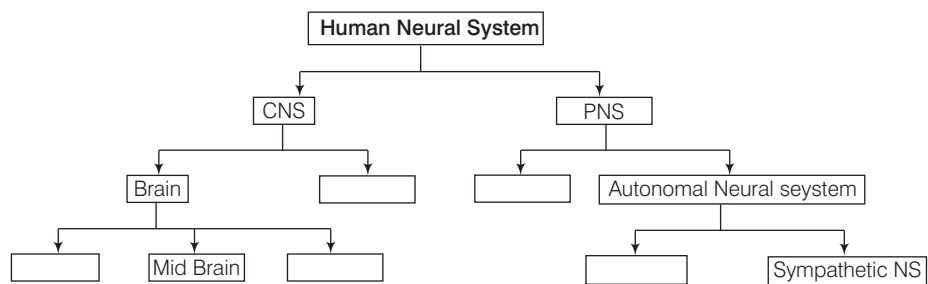 Human Neural System
CNS
PNS
Brain
Autonomal Neural seystem
Mid Brain
Sympathetic NS